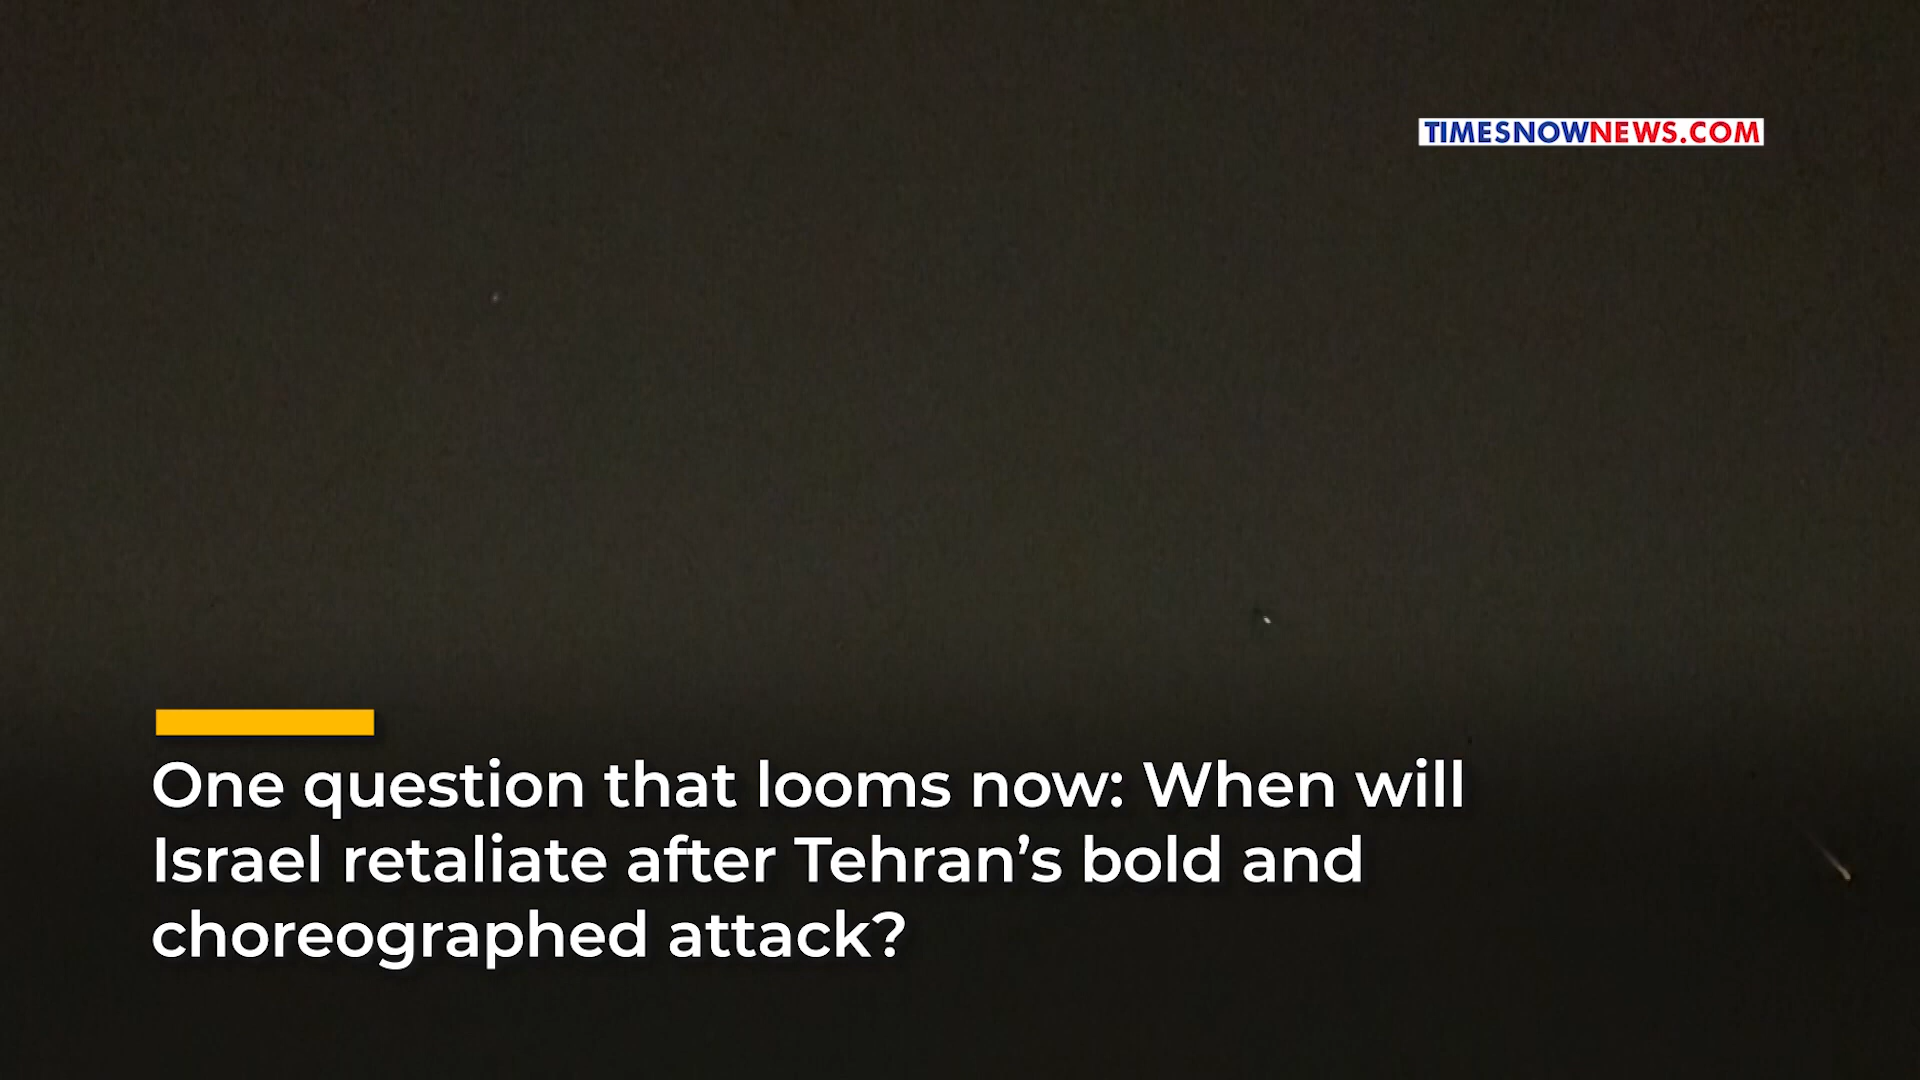 TIMESNOWNEWS.COM
One question that looms now: When will
Israel retaliate after Tehran’s bold and
choreographed attack?